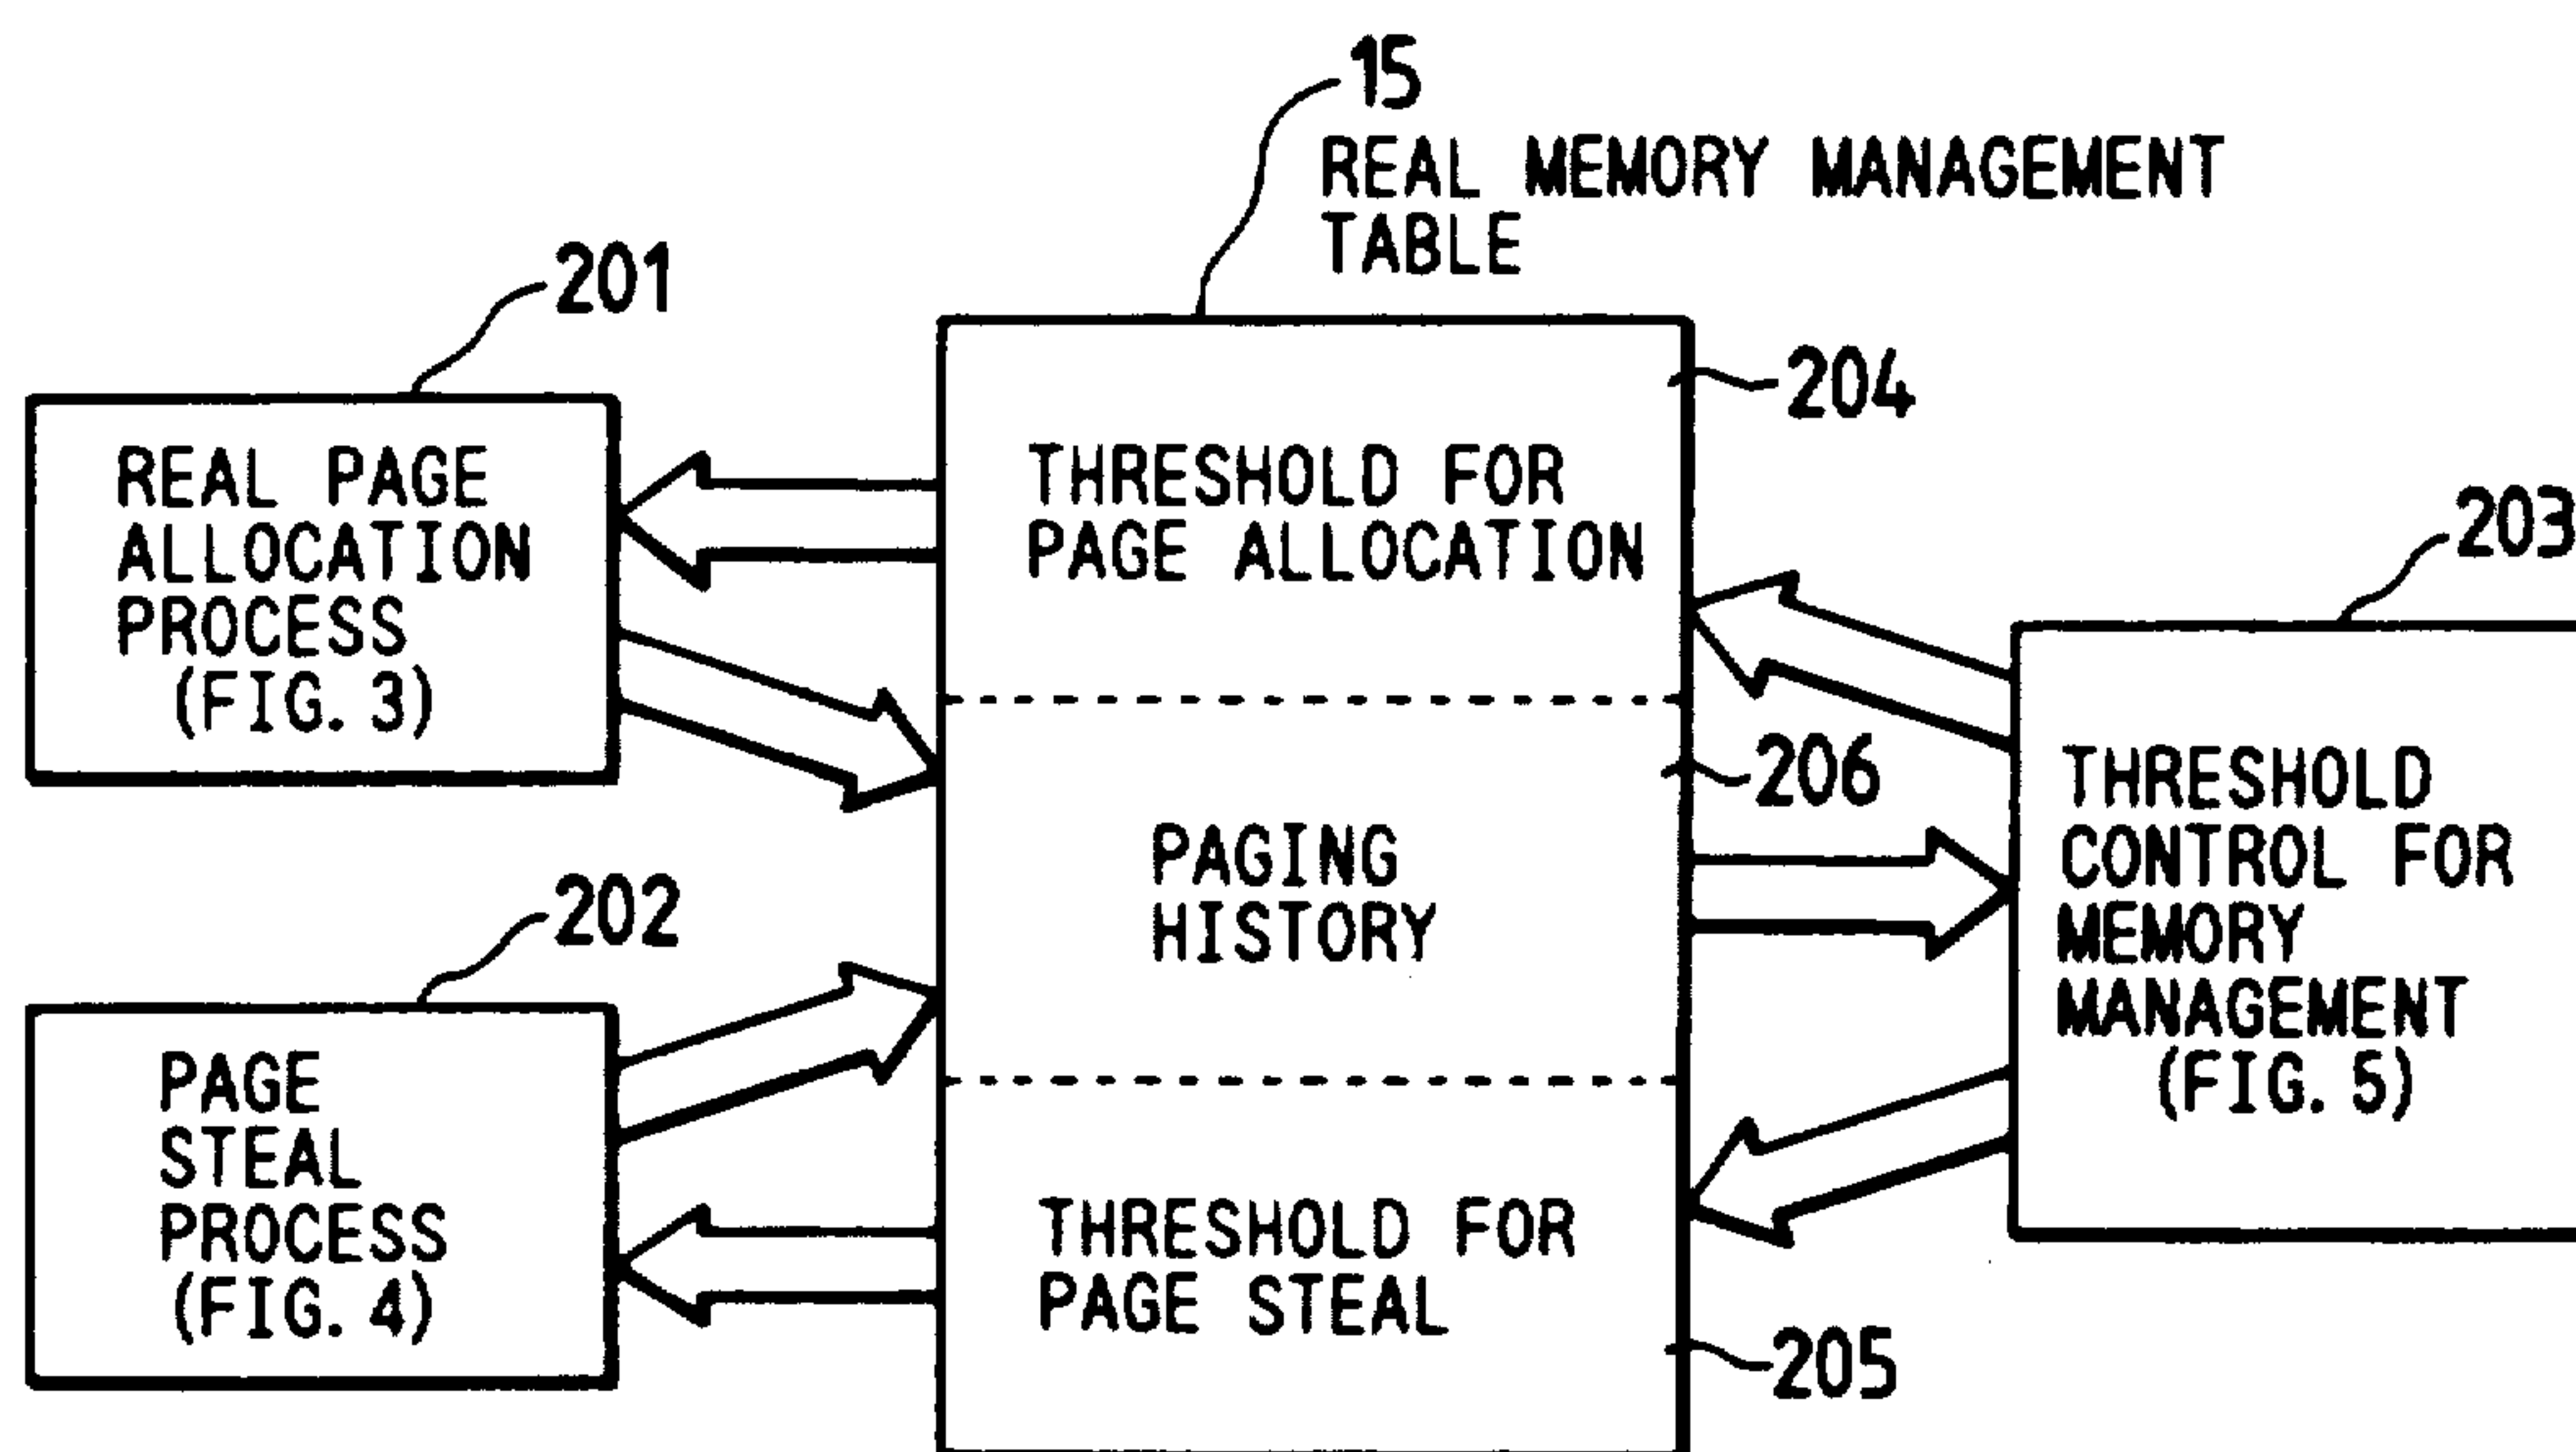 15
REAL MEMORY MANAGEMENT
TABLE
201
REAL PAGE
ALLOCATION
PROCESS
(FIG. 3)
204
THRESHOLD FOR
PAGE ALLOCATION
203
THRESHOLD
CONTROL FOR
MEMORY
MANAGEMENT
(FIG. 5)
206
PAGING
HISTORY
202
PAGE
STEAL
PROCESS
(FIG. 4)
THRESHOLD FOR
PAGE STEAL
205